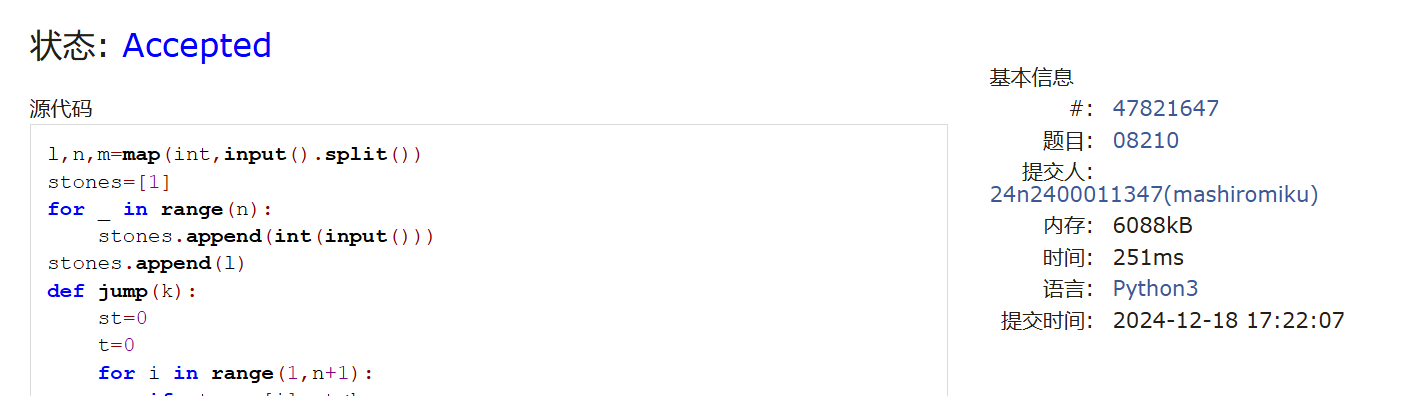 状态: Accepted
源代码
l,n,m=map(int,input().split())
stones=[1]
for _ in range(n):
    stones.append(int(input()))
stones.append(l)
def jump(k):
    st=0
    t=0
    for i in range(1,n+1):
基本信息
#: 47821647
题目: 08210
提交人:
24n2400011347(mashiromiku)
内存: 6088kB
时间: 251ms
语言: Python3
提交时间: 2024-12-18 17:22:07